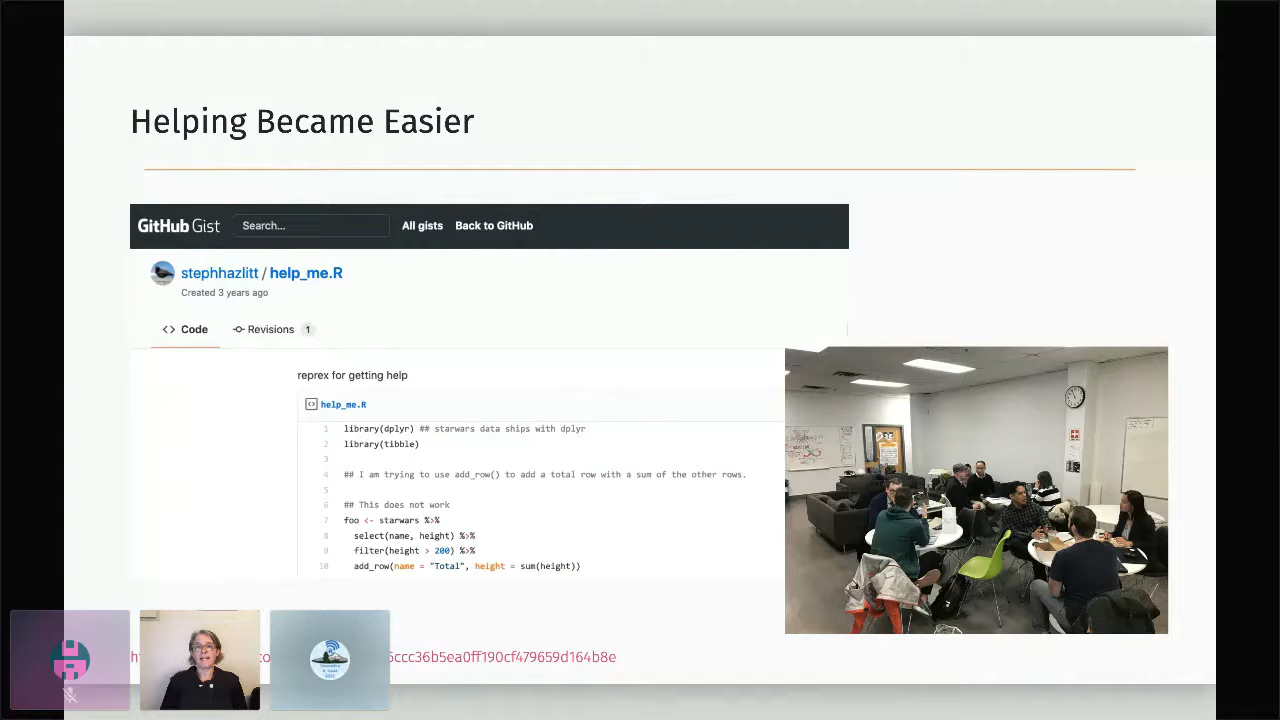 Helping Became Easier
GitHub Gist Search... All gists Back to GitHub
stephhazlitt / help_me.R
Created 3 years ago
<> Code Revisions 1
reprex for getting help
help_me.R
1 library(dplyr) ## starwars data ships with dplyr
2 library(tibble)
3
4 ## I am trying to use add_row() to add a total row with a sum of the other rows.
5
6 ## This does not work
7 foo <- starwars %>%
8 select(name, height) %>%
9 filter(height > 200) %>%
10 add_row(name = "Total", height = sum(height))
ccc36b5ea0ff190cf479659d164b8e